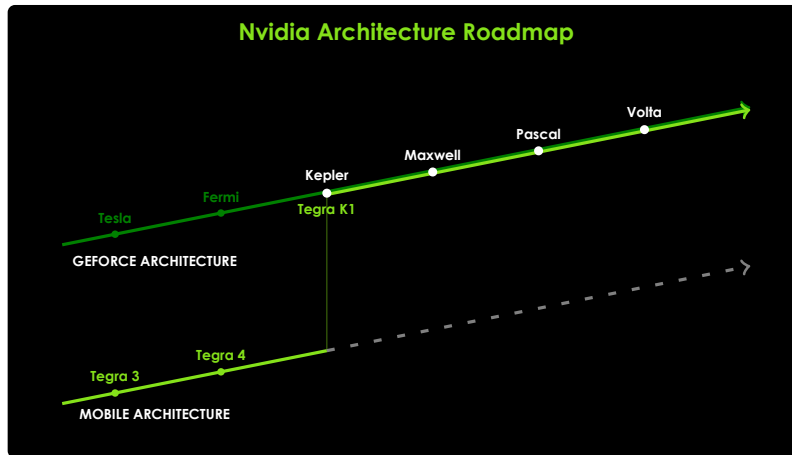 Nvidia Architecture Roadmap
Volta
Pascal
Maxwell
Kepler
Fermi
Tegra K1
Tesla
GEFORCE ARCHITECTURE
Tegra 4
Tegra 3
MOBILE ARCHITECTURE